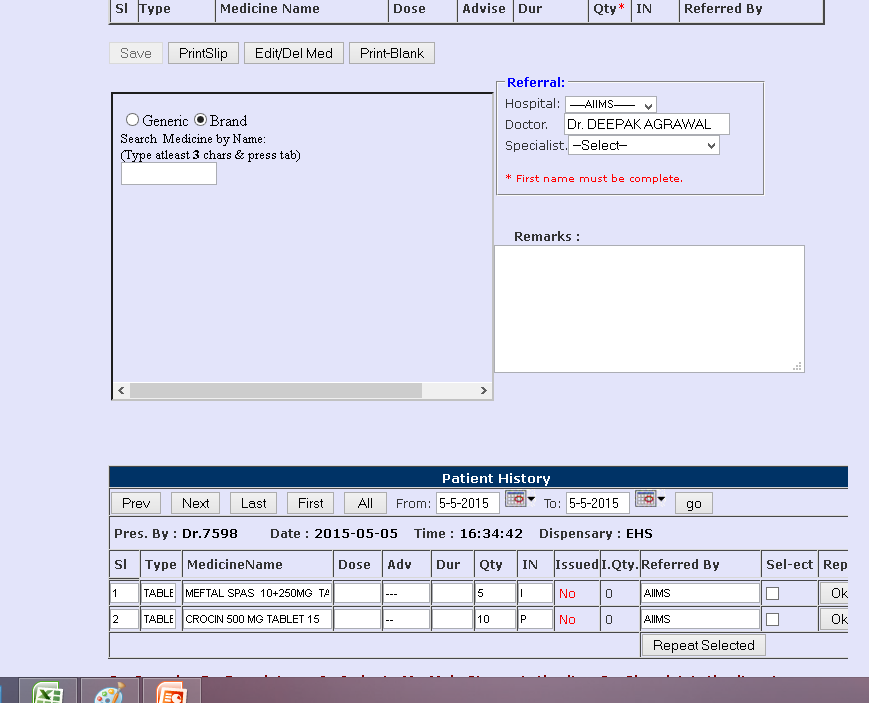 Sl Type Medicine Name Dose Advise Dur Qty* IN Referred By
Save PrintSlip Edit/Del Med Print-Blank
Referral:
Hospital: ----AIIMS-----
Doctor. Dr. DEEPAK AGRAWAL
Specialist. --Select--
* First name must be complete.
Generic Brand
Search Medicine by Name:
(Type atleast 3 chars & press tab)
Remarks :
Patient History
Prev Next Last First All From: 5-5-2015 To: 5-5-2015 go
Pres. By : Dr.7598 Date : 2015-05-05 Time : 16:34:42 Dispensary : EHS
Sl Type MedicineName Dose Adv Dur Qty IN Issued I.Qty. Referred By Sel-ect Rep
1 TABLE MEFTAL SPAS 10+250MG TA --- 5 I No 0 AIIMS Ok
2 TABLE CROCIN 500 MG TABLET 15 -- 10 P No 0 AIIMS Ok
Repeat Selected